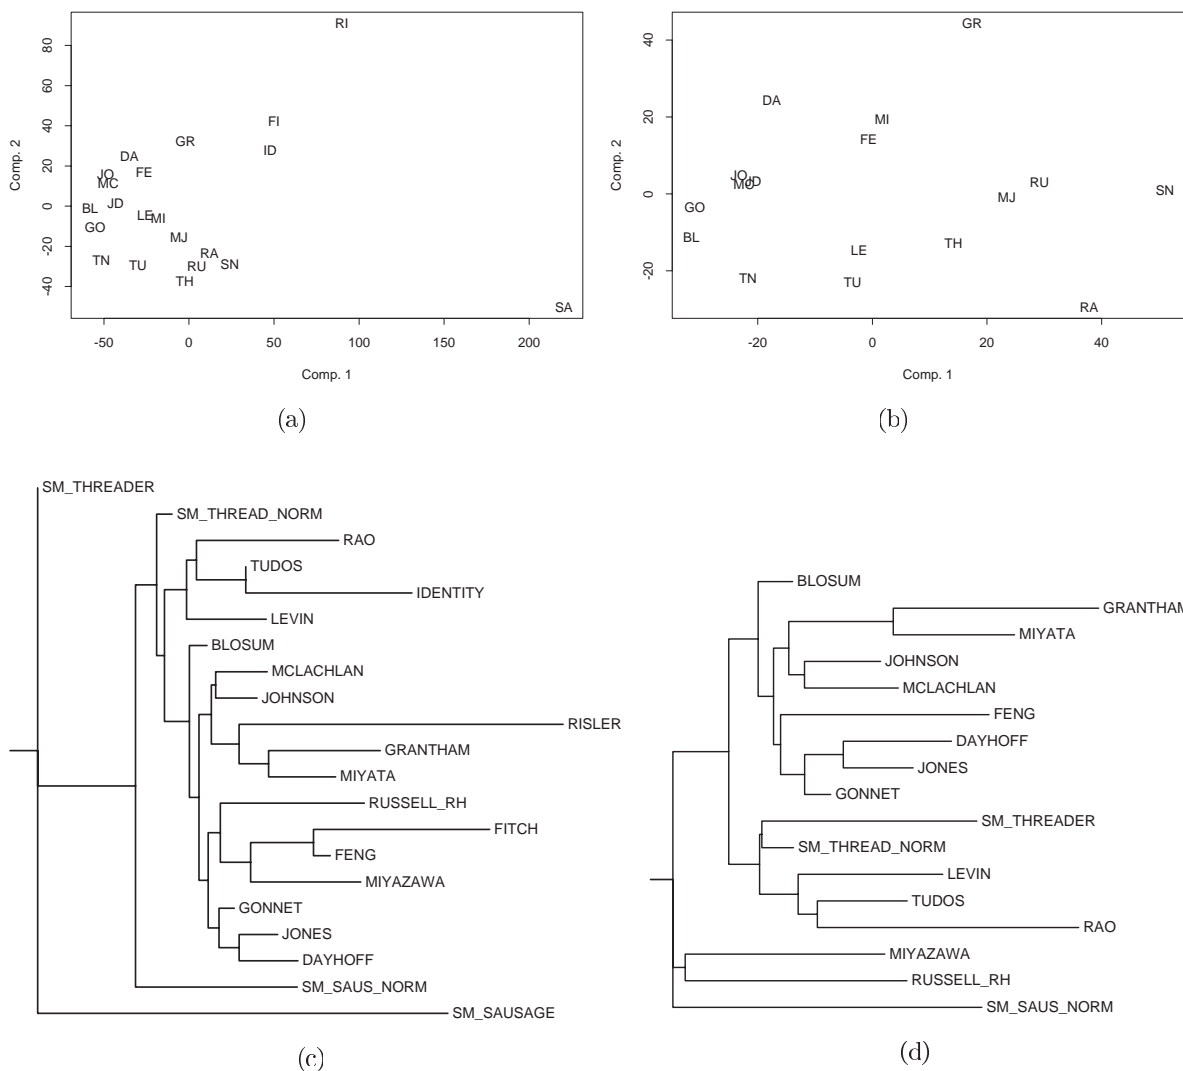 RI
FI
ID
GR
DA
FE
JO
MC
JD
BL
LE
MI
GO
MJ
RA
TN
TU
RU
SN
TH
SA
80
60
40
20
0
-20
-40
Comp. 2
-50
0
50
100
150
200
Comp. 1
(a)
GR
DA
MI
FE
JO
MC
JD
RU
SN
MJ
GO
BL
TH
LE
TN
TU
RA
40
20
0
-20
Comp. 2
-20
0
20
40
Comp. 1
(b)
SM_THREADER
SM_THREAD_NORM
RAO
TUDOS
IDENTITY
LEVIN
BLOSUM
MCLACHLAN
JOHNSON
RISLER
GRANTHAM
MIYATA
RUSSELL_RH
FITCH
FENG
MIYAZAWA
GONNET
JONES
DAYHOFF
SM_SAUS_NORM
SM_SAUSAGE
(c)
BLOSUM
GRANTHAM
MIYATA
JOHNSON
MCLACHLAN
FENG
DAYHOFF
JONES
GONNET
SM_THREADER
SM_THREAD_NORM
LEVIN
TUDOS
RAO
MIYAZAWA
RUSSELL_RH
SM_SAUS_NORM
(d)